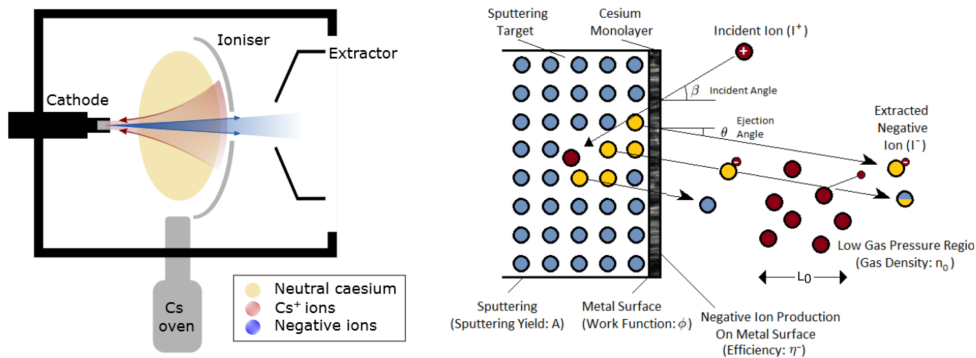 Ioniser
Extractor
Cathode
Cs
oven
Neutral caesium
Cs+ ions
Negative ions
Sputtering
Target
Cesium
Monolayer
Incident Ion (I+)
+
β
Incident Angle
Ejection
Angle
θ
Extracted
Negative
Ion (I−)
Low Gas Pressure Regio
(Gas Density: n₀)
L₀
Sputtering
(Sputtering Yield: A)
Metal Surface
(Work Function: ϕ)
Negative Ion Production
On Metal Surface
(Efficiency: η⁻)